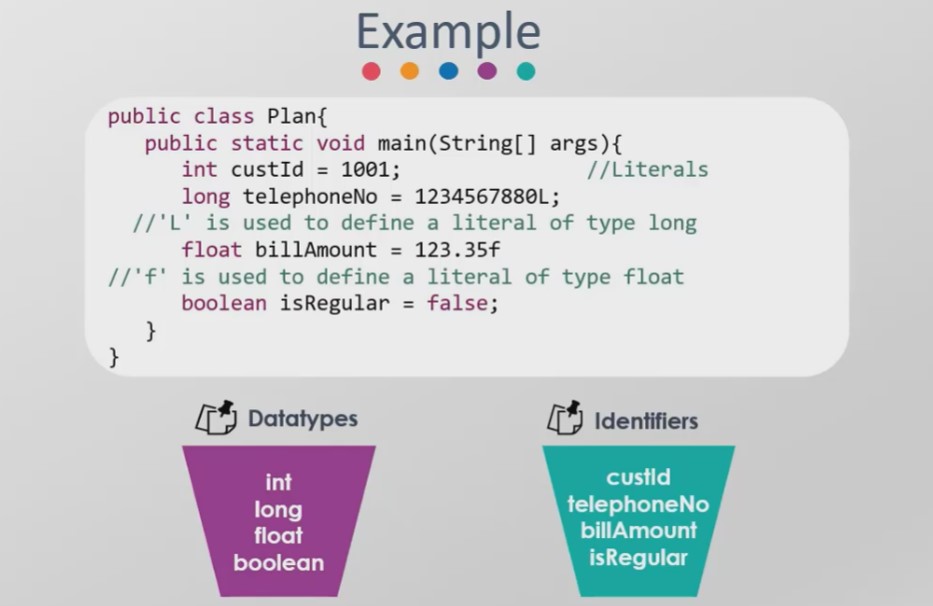 Example
public class Plan{
public static void main(String[] args){
int custId = 1001; //Literals
long telephoneNo = 1234567880L;
//'L' is used to define a literal of type long
float billAmount = 123.35f
//'f' is used to define a literal of type float
boolean isRegular = false;
}
}
Datatypes
int
long
float
boolean
Identifiers
custId
telephoneNo
billAmount
isRegular